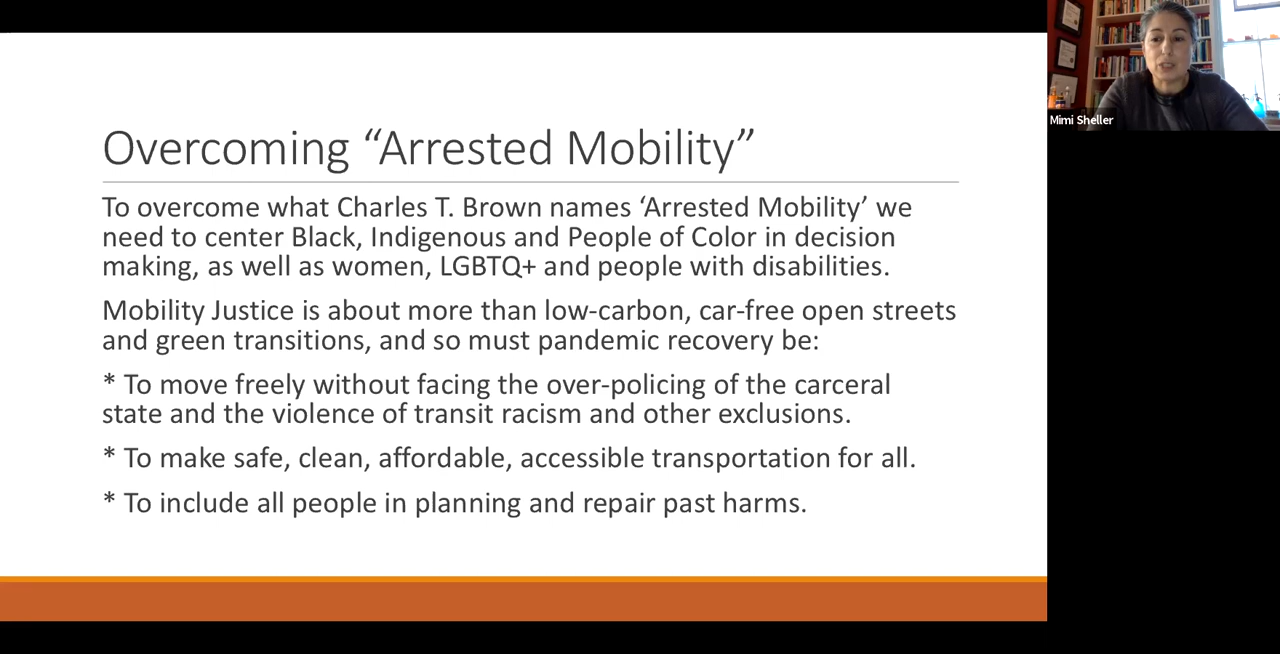 Overcoming “Arrested Mobility”
To overcome what Charles T. Brown names ‘Arrested Mobility’ we
need to center Black, Indigenous and People of Color in decision
making, as well as women, LGBTQ+ and people with disabilities.
Mobility Justice is about more than low-carbon, car-free open streets
and green transitions, and so must pandemic recovery be:
* To move freely without facing the over-policing of the carceral
state and the violence of transit racism and other exclusions.
* To make safe, clean, affordable, accessible transportation for all.
* To include all people in planning and repair past harms.
Mimi Sheller